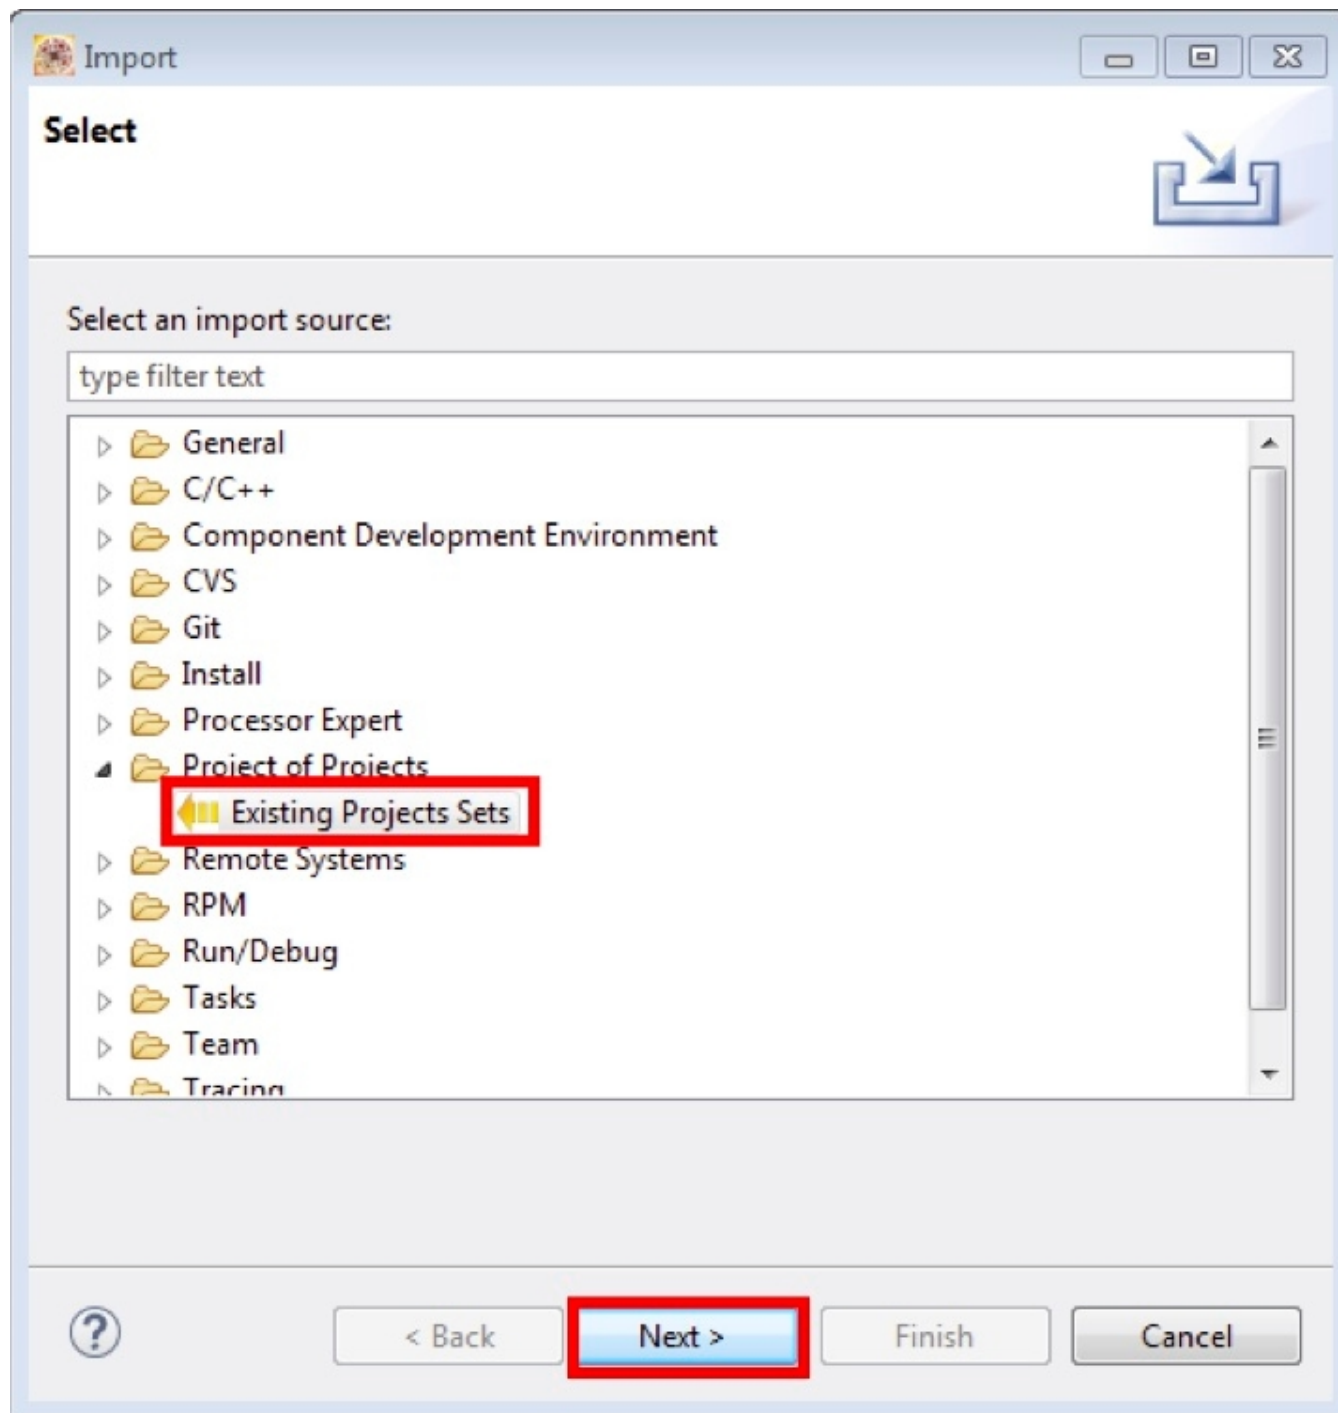 Import
Select
Select an import source:
type filter text
General
C/C++
Component Development Environment
CVS
Git
Install
Processor Expert
Project of Projects
Existing Projects Sets
Remote Systems
RPM
Run/Debug
Tasks
Team
Tracing
?
< Back
Next >
Finish
Cancel